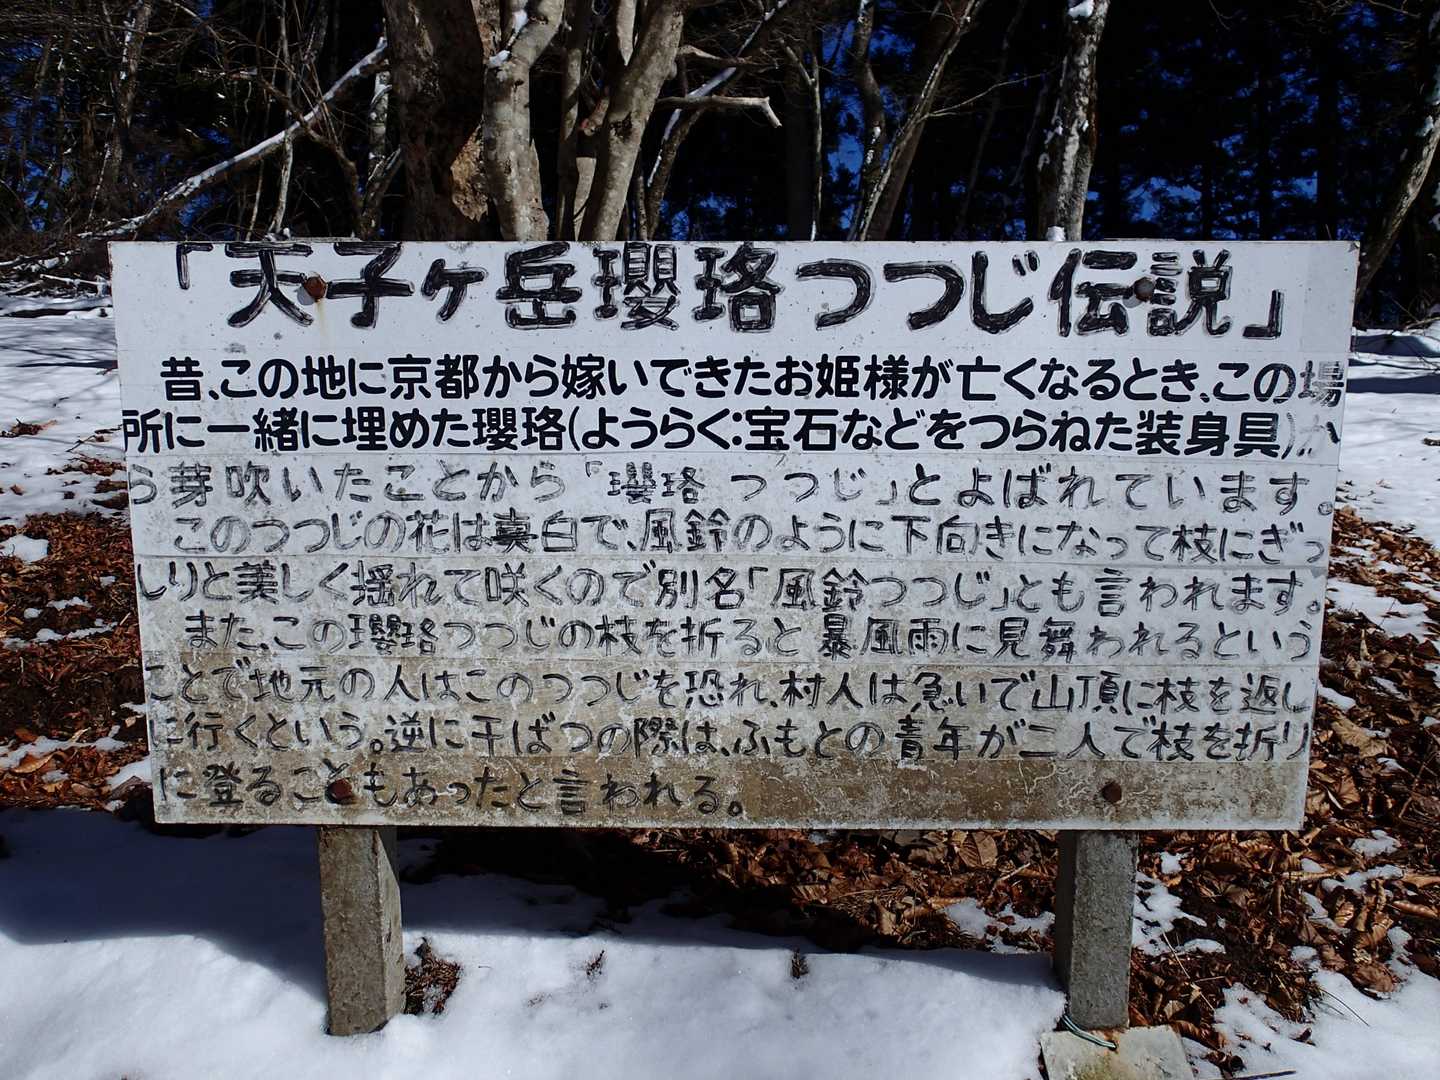 「天子ヶ岳瓔珞つつじ伝説」
昔、この地に京都から嫁いできたお姫様が亡くなるとき、この場
所に一緒に埋めた瓔珞(ようらく:宝石などをつらねた装身具)か
ら芽吹いたことから「瓔珞つつじ」とよばれています。
このつつじの花は真白で、風鈴のように下向きになって枝にぎっ
しりと美しく揺れて咲くので別名「風鈴つつじ」とも言われます。
また、この瓔珞つつじの枝を折ると暴風雨に見舞われるという
ことで地元の人はこのつつじを恐れ、村人は急いで山頂に枝を返し
に行くという。逆に干ばつの際は、ふもとの青年が二人で枝を折り
に登ることもあったと言われる。